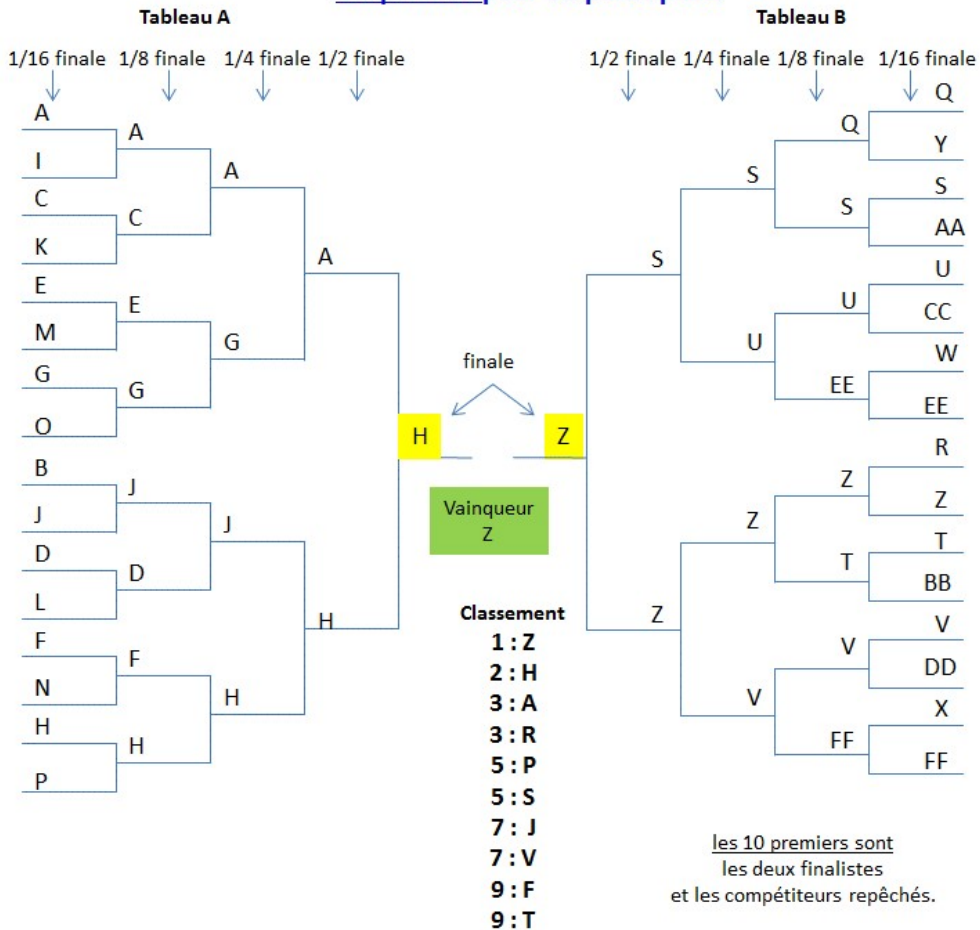 Tableau A
Tableau B
1/16 finale 1/8 finale 1/4 finale 1/2 finale
1/2 finale 1/4 finale 1/8 finale 1/16 finale
A
I
C
K
E
M
G
O
B
J
D
L
F
N
H
P
A
C
E
G
J
D
F
H
A
G
J
H
A
H
finale
H
Z
Vainqueur
Z
S
Z
S
U
Z
V
Q
S
U
EE
Z
T
V
FF
Q
Y
S
AA
U
CC
W
EE
R
Z
T
BB
V
DD
X
FF
Classement
1 : Z
2 : H
3 : A
3 : R
5 : P
5 : S
7 : J
7 : V
9 : F
9 : T
les 10 premiers sont
les deux finalistes
et les compétiteurs repêchés.